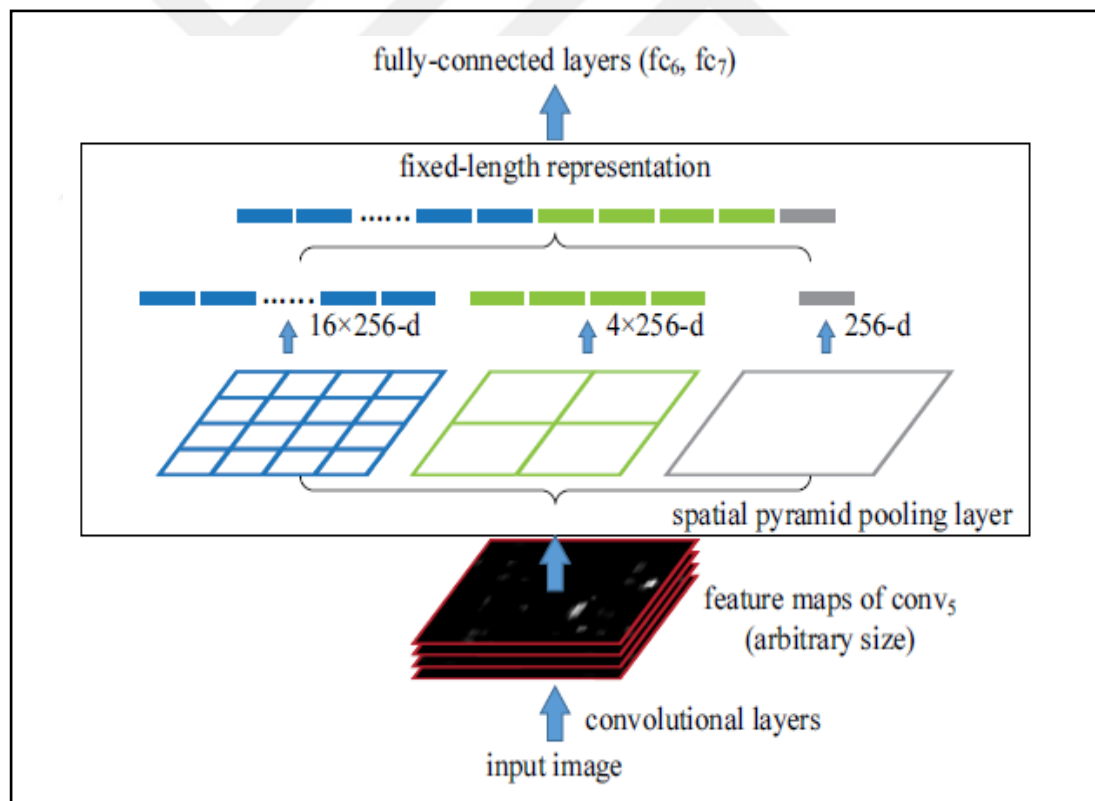 fully-connected layers (fc₆, fc₇)
fixed-length representation
16×256-d
4×256-d
256-d
spatial pyramid pooling layer
feature maps of conv₅
(arbitrary size)
convolutional layers
input image